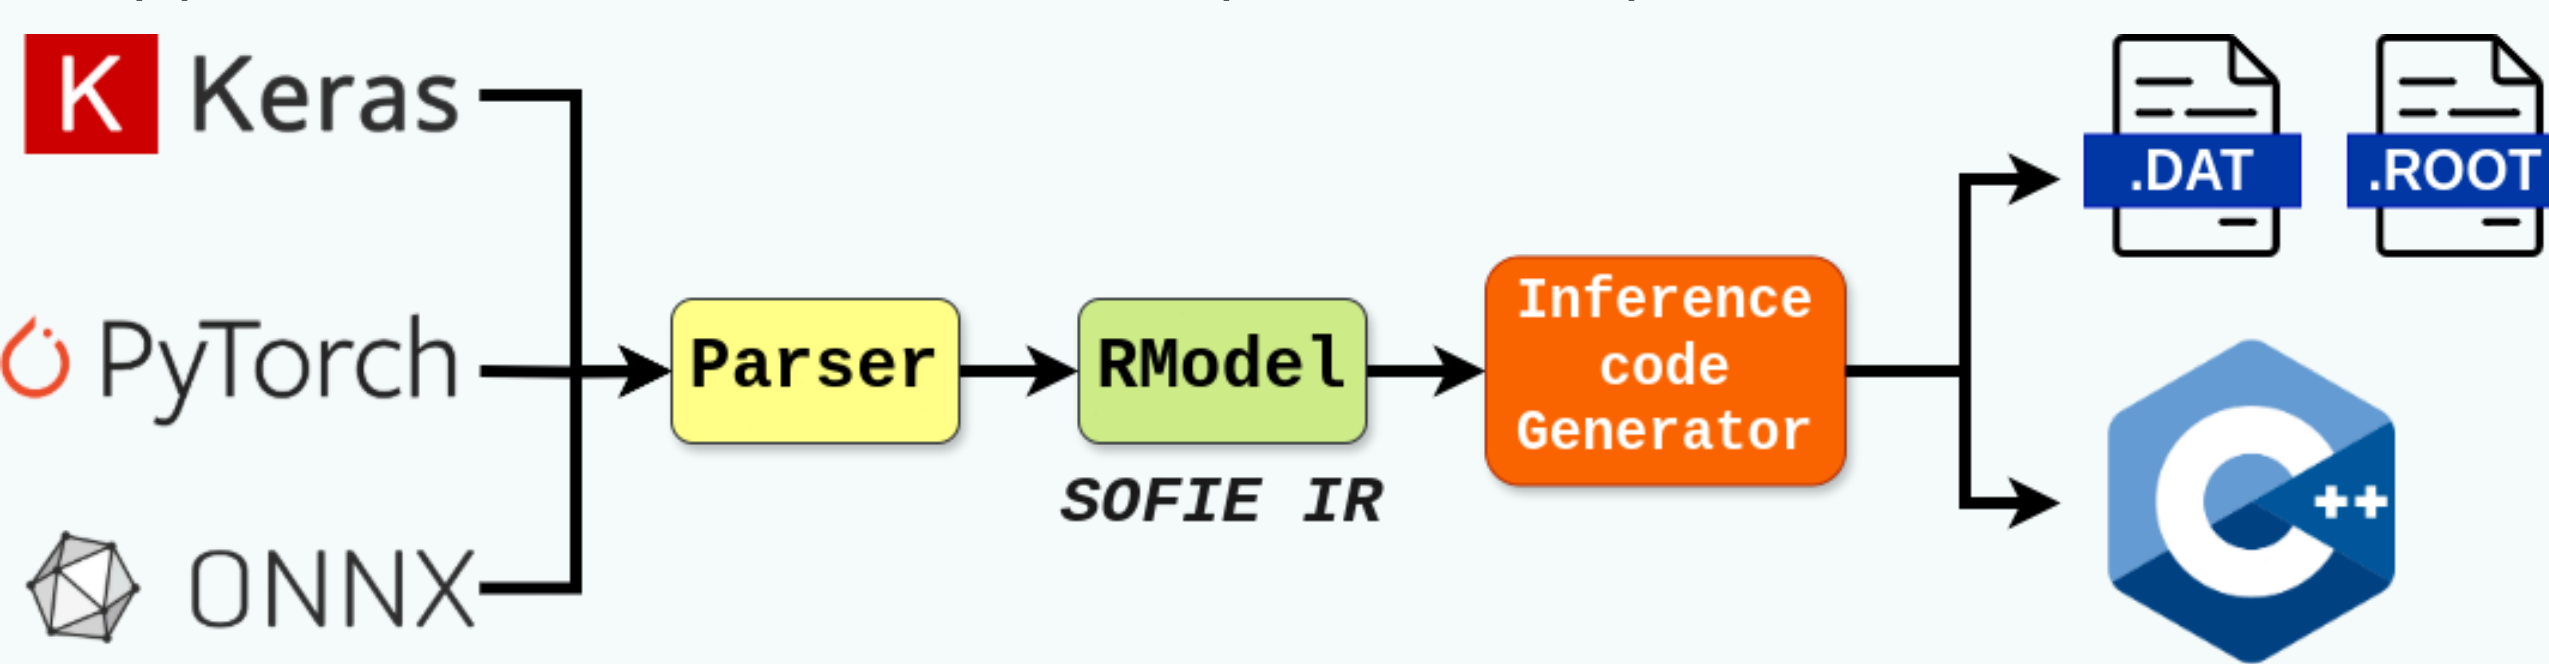 K Keras
PyTorch
ONNX
Parser
RModel
SOFIE IR
Inference
code
Generator
.DAT
.ROOT
C++